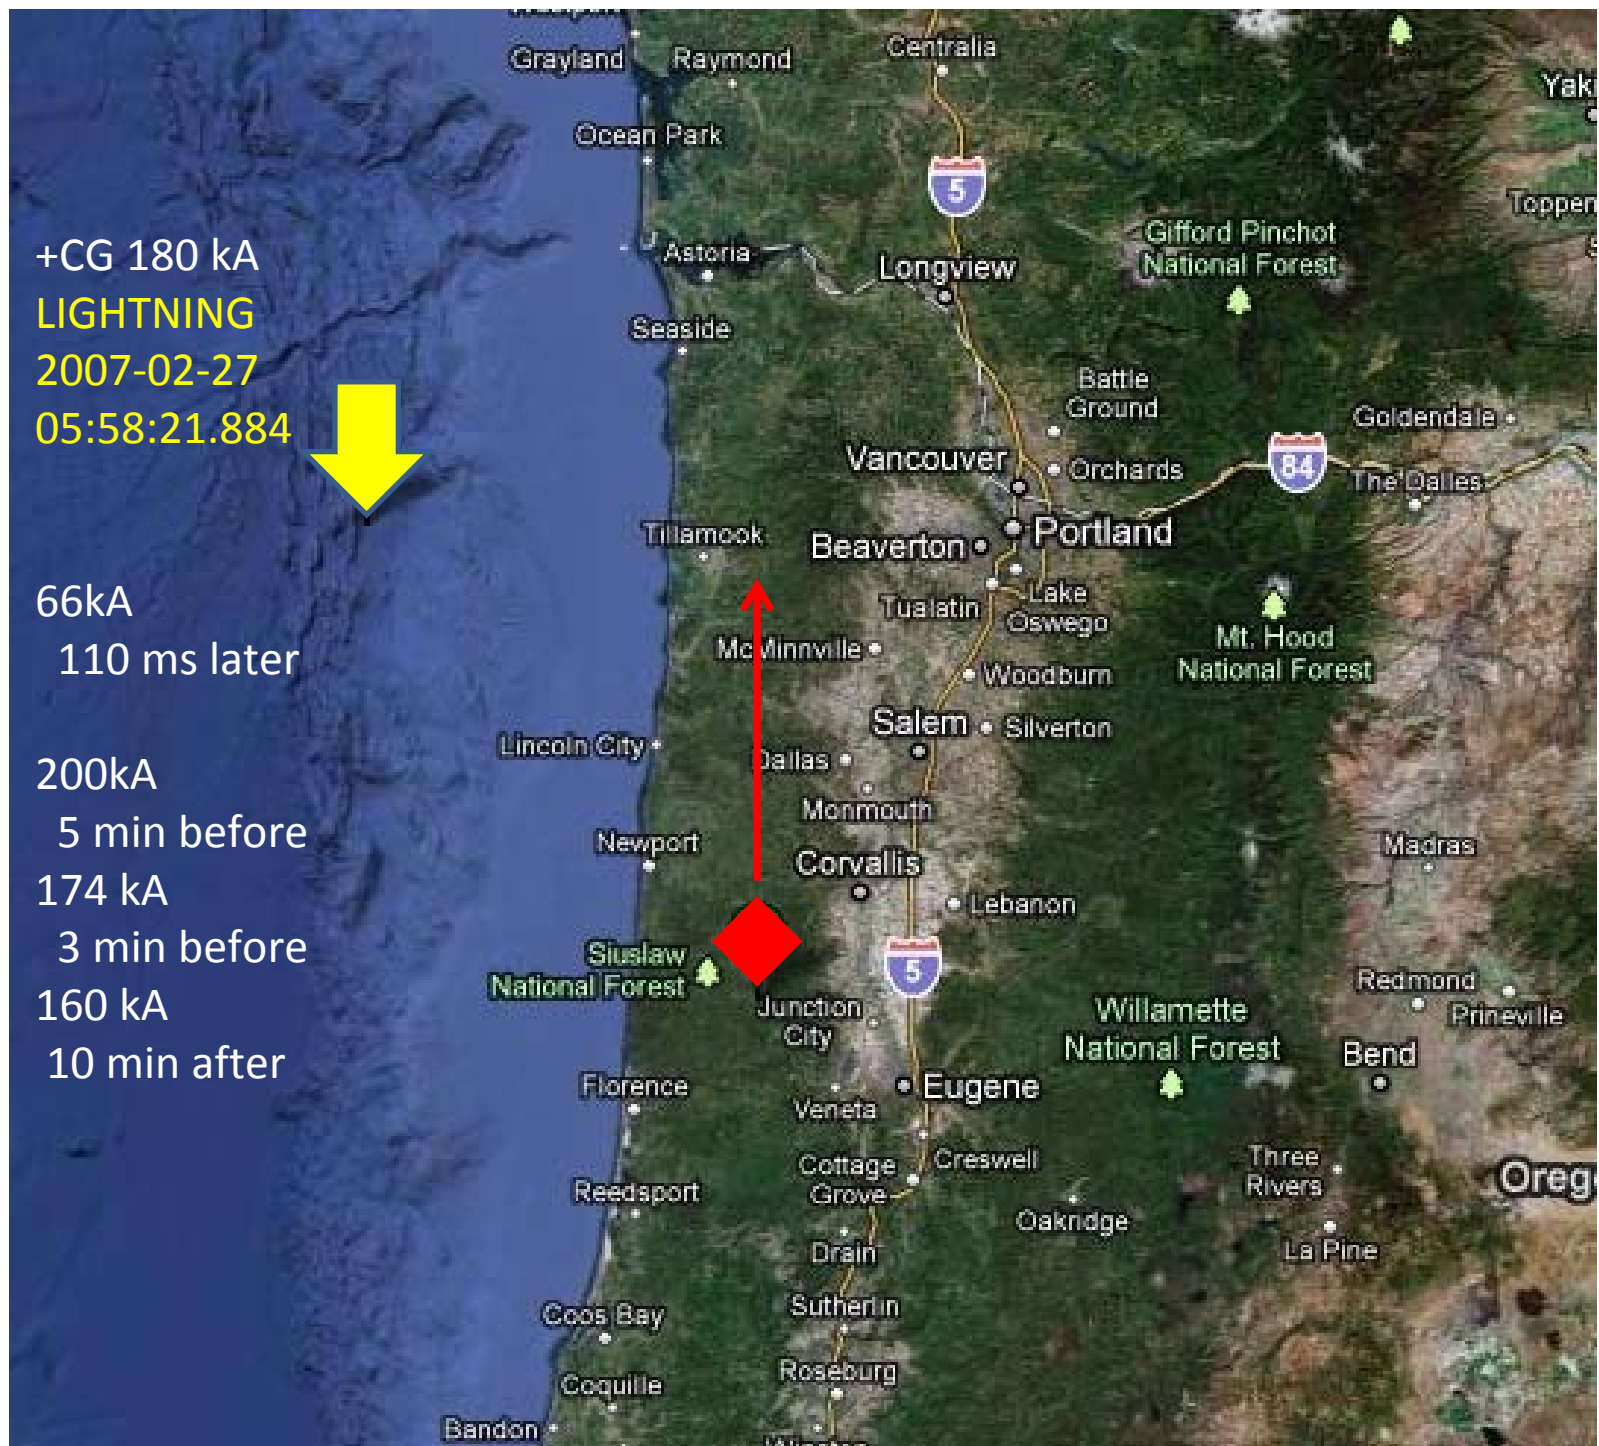 +CG 180 kA
LIGHTNING
2007-02-27
05:58:21.884
66kA
110 ms later
200kA
5 min before
174 kA
3 min before
160 kA
10 min after
Grayland
Raymond
Centralia
Ocean Park
5
Astoria
Longview
Gifford Pinchot
National Forest
Seaside
Battle
Ground
Goldendale
Vancouver
Orchards
84
The Dalles
Tillamook
Beaverton
Portland
Tualatin
Lake
Oswego
McMinnville
Woodburn
Mt. Hood
National Forest
Salem
Silverton
Lincoln City
Dallas
Monmouth
Newport
Corvallis
Madras
Lebanon
Siuslaw
National Forest
5
Junction
City
Redmond
Prineville
Willamette
National Forest
Bend
Florence
Veneta
Eugene
Cottage
Grove
Creswell
Three
Rivers
Oreg
Reedsport
Oakridge
Drain
La Pine
Coos Bay
Sutherlin
Roseburg
Coquille
Bandon